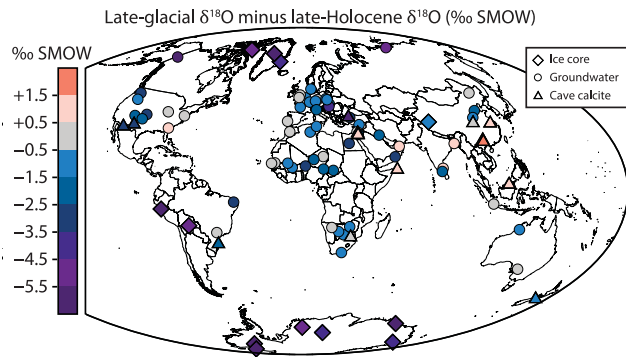 Late-glacial δ¹⁸O minus late-Holocene δ¹⁸O (‰ SMOW)
‰ SMOW
+1.5
+0.5
−0.5
−1.5
−2.5
−3.5
−4.5
−5.5
Ice core
Groundwater
Cave calcite